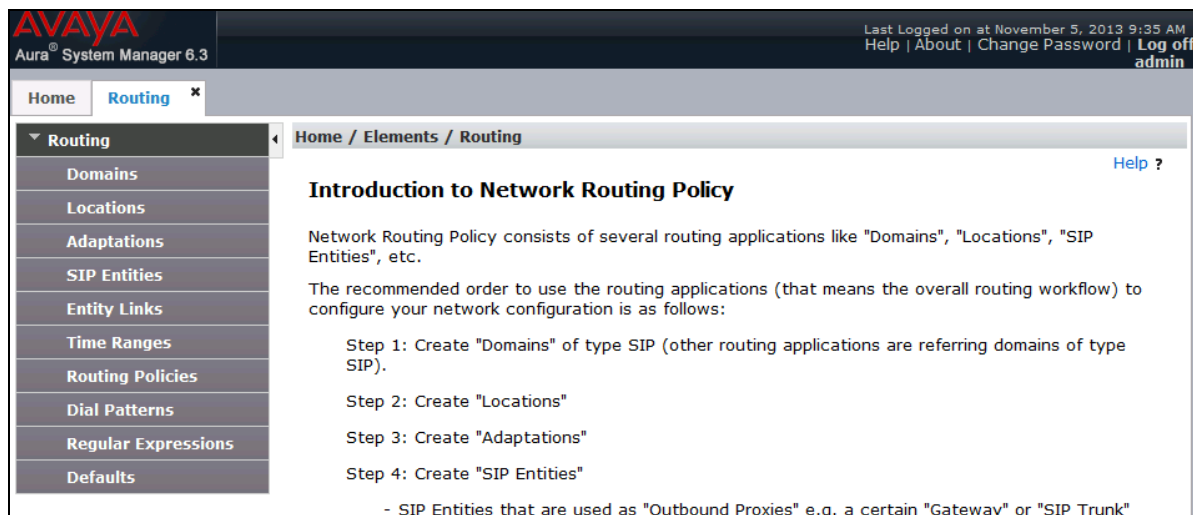 AVAYA
Aura® System Manager 6.3
Last Logged on at November 5, 2013 9:35 AM
Help | About | Change Password | Log off
admin
Home Routing ×
Routing
Domains
Locations
Adaptations
SIP Entities
Entity Links
Time Ranges
Routing Policies
Dial Patterns
Regular Expressions
Defaults
Home / Elements / Routing
Help ?
Introduction to Network Routing Policy
Network Routing Policy consists of several routing applications like "Domains", "Locations", "SIP
Entities", etc.
The recommended order to use the routing applications (that means the overall routing workflow) to
configure your network configuration is as follows:
Step 1: Create "Domains" of type SIP (other routing applications are referring domains of type
SIP).
Step 2: Create "Locations"
Step 3: Create "Adaptations"
Step 4: Create "SIP Entities"
- SIP Entities that are used as "Outbound Proxies" e.g. a certain "Gateway" or "SIP Trunk"